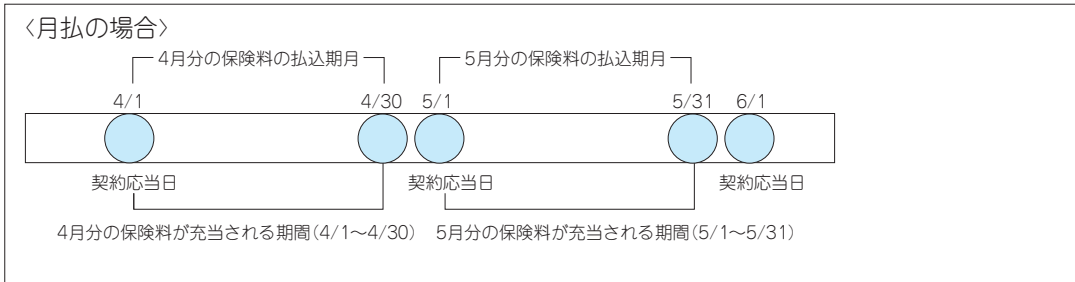 〈月払の場合〉
4月分の保険料の払込期月 5月分の保険料の払込期月
4/1 4/30 5/1 5/31 6/1
契約応当日 契約応当日 契約応当日
4月分の保険料が充当される期間(4/1〜4/30) 5月分の保険料が充当される期間(5/1〜5/31)